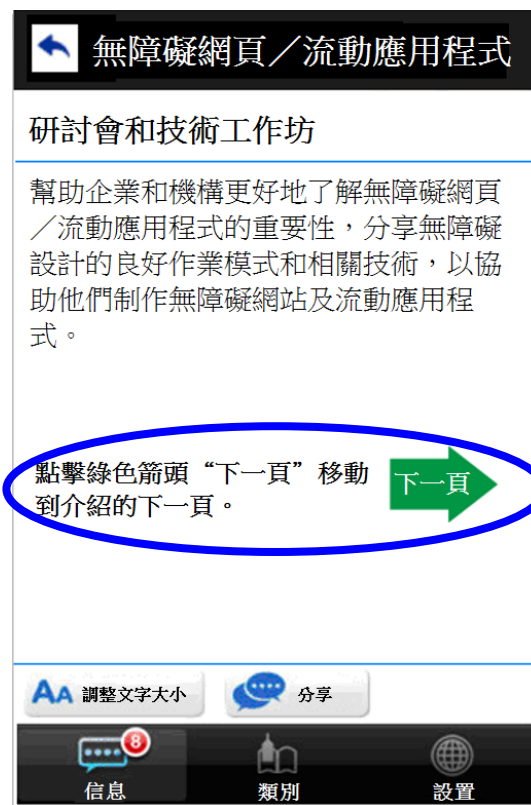 無障礙網頁／流動應用程式
研討會和技術工作坊
幫助企業和機構更好地了解無障礙網頁
／流動應用程式的重要性，分享無障礙
設計的良好作業模式和相關技術，以協
助他們制作無障礙網站及流動應用程
式。
點擊綠色箭頭“下一頁”移動
到介紹的下一頁。
下一頁
AA 調整文字大小
分享
8
信息
類別
設置